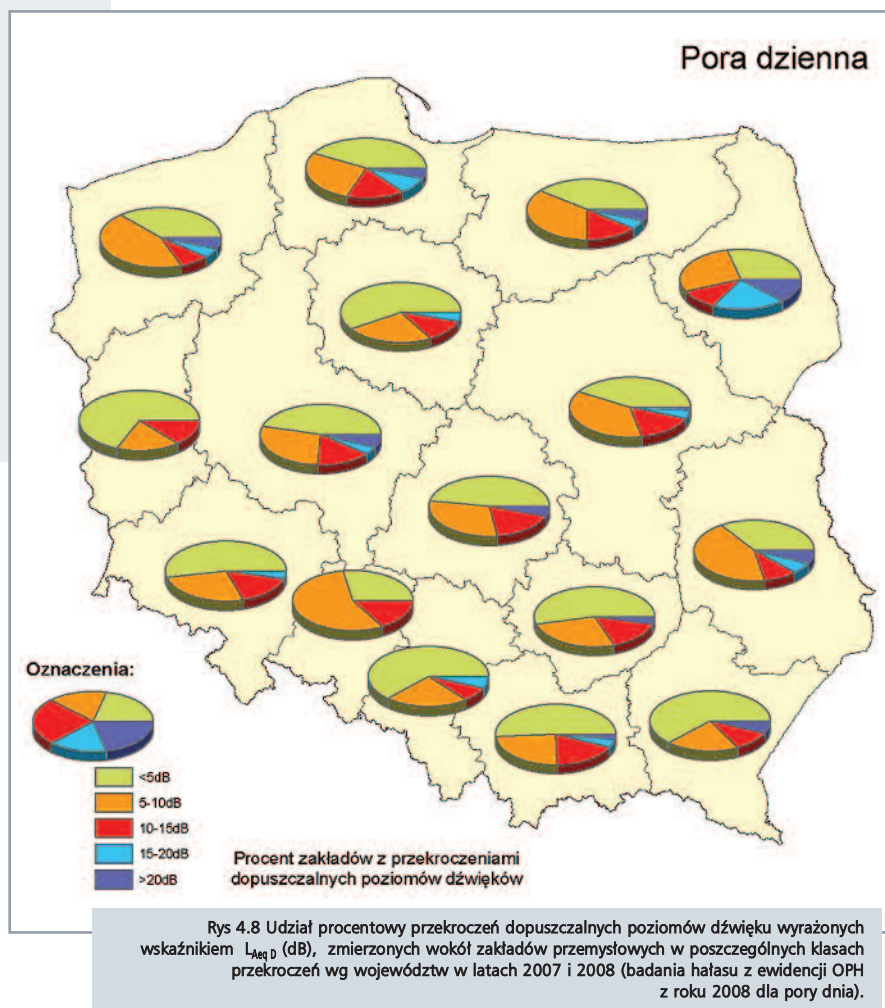 Pora dzienna
Oznaczenia:
<5dB
5-10dB
10-15dB
15-20dB
>20dB
Procent zakładów z przekroczeniami
dopuszczalnych poziomów dźwięków
Rys 4.8 Udział procentowy przekroczeń dopuszczalnych poziomów dźwięku wyrażonych
wskaźnikiem LAeq D (dB), zmierzonych wokół zakładów przemysłowych w poszczególnych klasach
przekroczeń wg województw w latach 2007 i 2008 (badania hałasu z ewidencji OPH
z roku 2008 dla pory dnia).